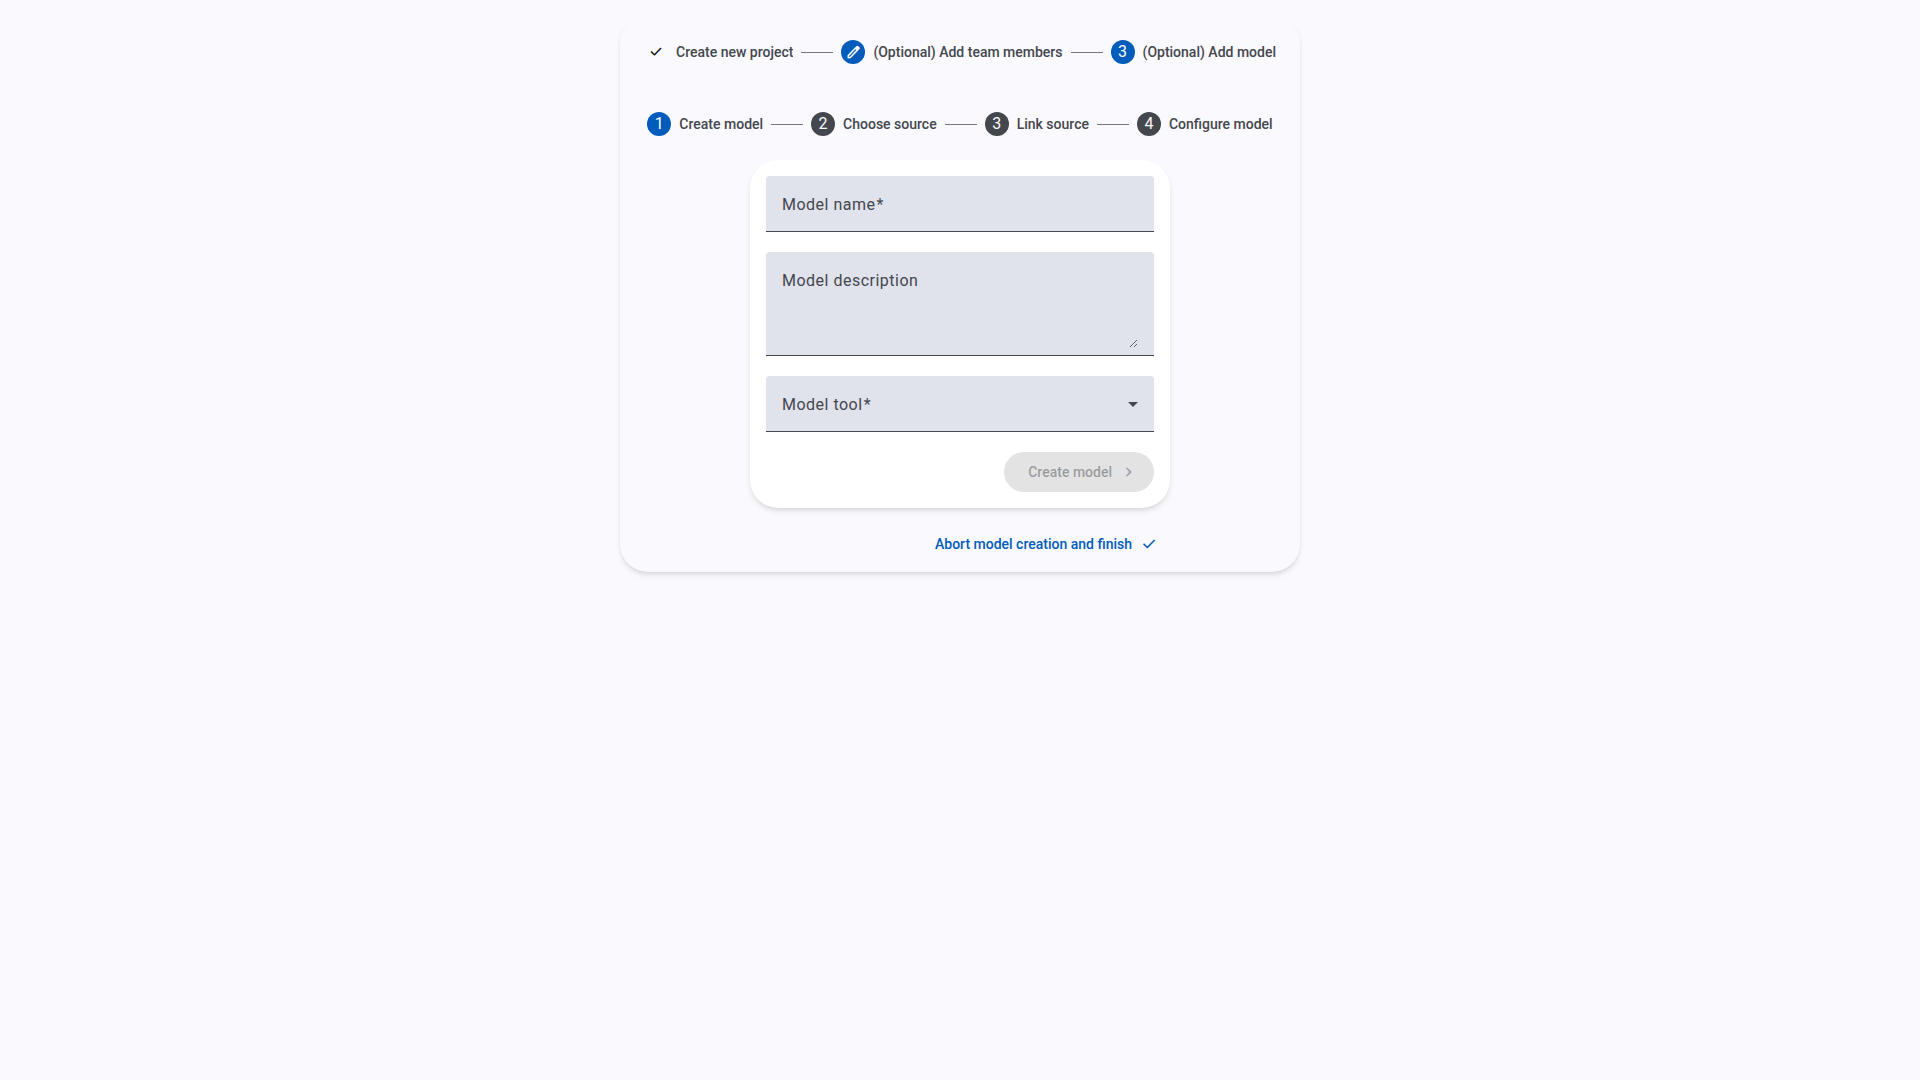 Create new project (Optional) Add team members 3 (Optional) Add model
1 Create model 2 Choose source 3 Link source 4 Configure model
Model name*
Model description
Model tool*
Create model
Abort model creation and finish